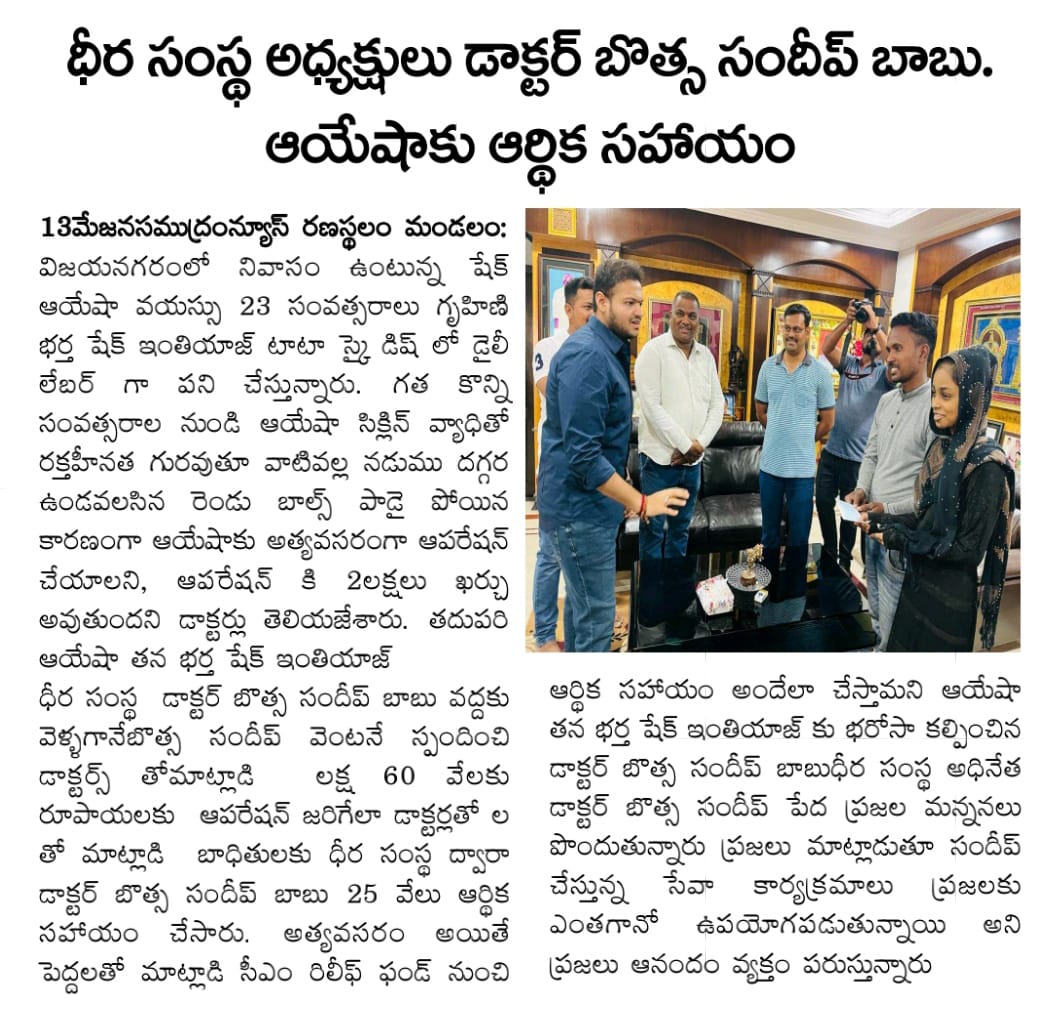 ధీర సంస్థ అధ్యక్షులు డాక్టర్ బొత్స సందీప్ బాబు.
ఆయేషాకు ఆర్థిక సహాయం
13మేజనసముద్రంన్యూస్ రణస్థలం మండలం:
విజయనగరంలో నివాసం ఉంటున్న షేక్
ఆయేషా వయస్సు 23 సంవత్సరాలు గృహిణి
భర్త షేక్ ఇంతియాజ్ టాటా స్కై డిష్ లో డైలీ
లేబర్ గా పని చేస్తున్నారు. గత కొన్ని
సంవత్సరాల నుండి ఆయేషా సిక్లిన్ వ్యాధితో
రక్తహీనత గురవుతూ వాటివల్ల నడుము దగ్గర
ఉండవలసిన రెండు బాల్స్ పాడై పోయిన
కారణంగా ఆయేషాకు అత్యవసరంగా ఆపరేషన్
చేయాలని, ఆపరేషన్ కి 2లక్షలు ఖర్చు
అవుతుందని డాక్టర్లు తెలియజేశారు. తదుపరి
ఆయేషా తన భర్త షేక్ ఇంతియాజ్
ధీర సంస్థ డాక్టర్ బొత్స సందీప్ బాబు వద్దకు
వెళ్ళగానేబొత్స సందీప్ వెంటనే స్పందించి
డాక్టర్స్ తోమాట్లాడి లక్ష 60 వేలకు
రూపాయలకు ఆపరేషన్ జరిగేలా డాక్టర్లతో ల
తో మాట్లాడి బాధితులకు ధీర సంస్థ ద్వారా
డాక్టర్ బొత్స సందీప్ బాబు 25 వేలు ఆర్థిక
సహాయం చేసారు. అత్యవసరం అయితే
పెద్దలతో మాట్లాడి సీఎం రిలీఫ్ ఫండ్ నుంచి
ఆర్థిక సహాయం అందేలా చేస్తామని ఆయేషా
తన భర్త షేక్ ఇంతియాజ్ కు భరోసా కల్పించిన
డాక్టర్ బొత్స సందీప్ బాబుధీర సంస్థ అధినేత
డాక్టర్ బొత్స సందీప్ పేద ప్రజల మన్ననలు
పొందుతున్నారు ప్రజలు మాట్లాడుతూ సందీప్
చేస్తున్న సేవా కార్యక్రమాలు ప్రజలకు
ఎంతగానో ఉపయోగపడుతున్నాయి అని
ప్రజలు ఆనందం వ్యక్తం పరుస్తున్నారు